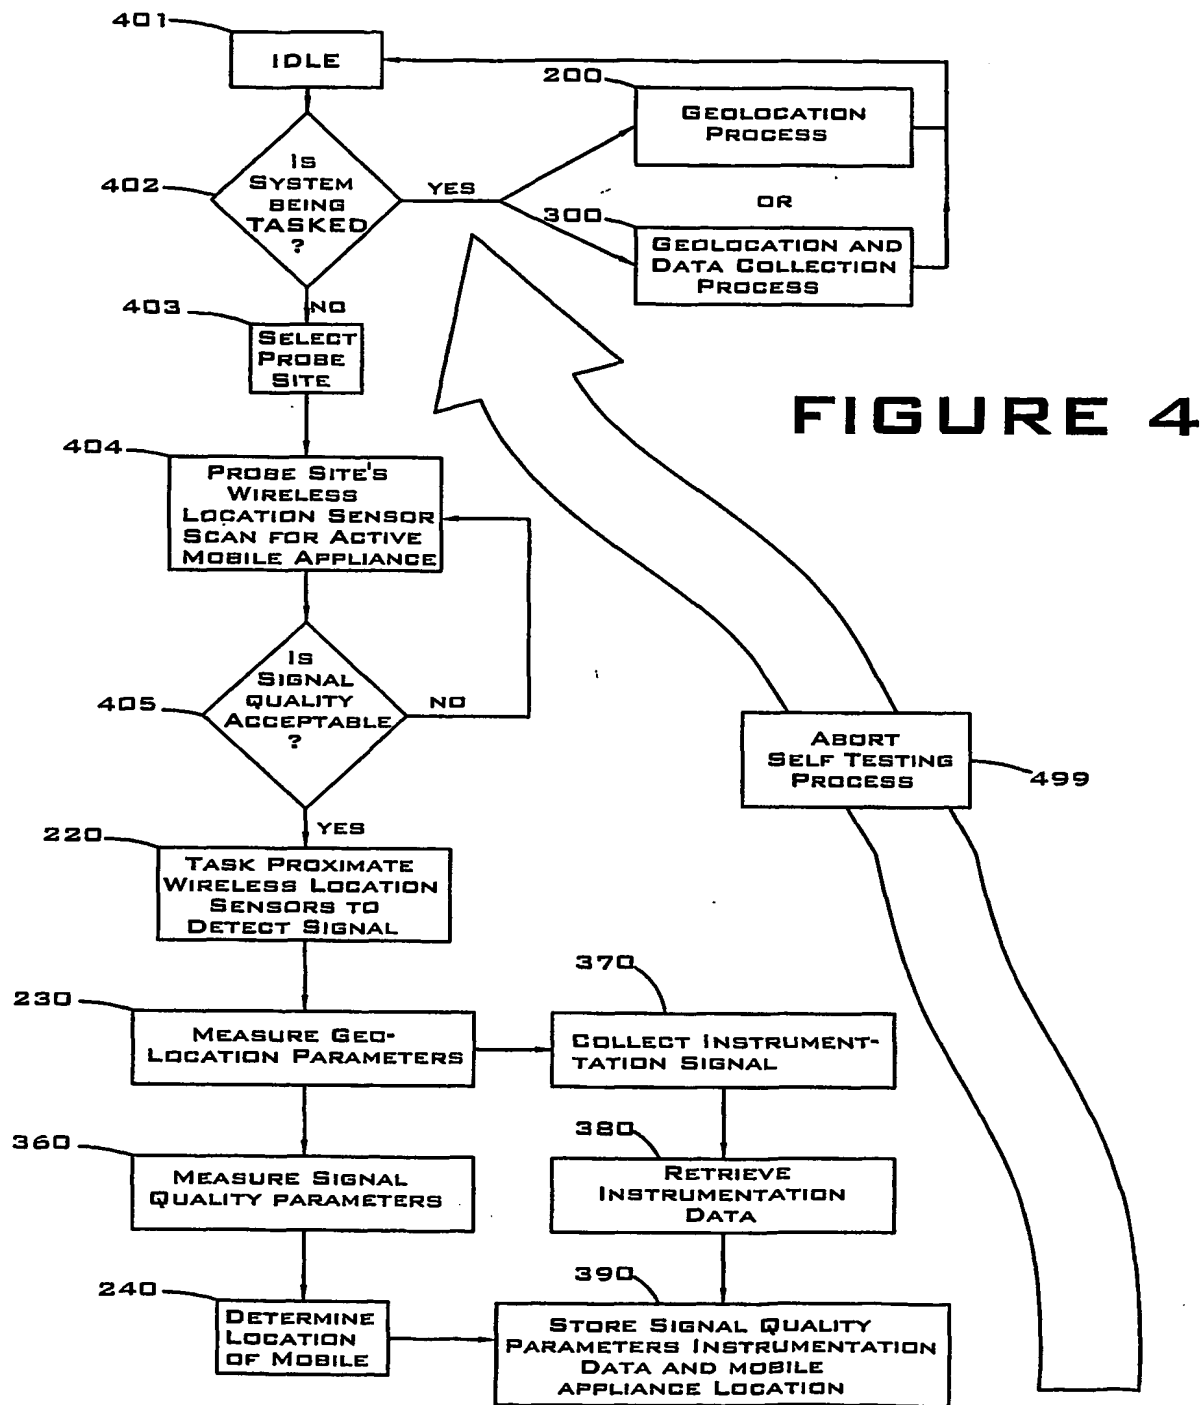 401
IDLE
200
GEOLOCATION
PROCESS
402
IS
SYSTEM
BEING
TASKED
?
YES
OR
300
GEOLOCATION AND
DATA COLLECTION
PROCESS
NO
403
SELECT
PROBE
SITE
FIGURE 4
404
PROBE SITE'S
WIRELESS
LOCATION SENSOR
SCAN FOR ACTIVE
MOBILE APPLIANCE
405
IS
SIGNAL
QUALITY
ACCEPTABLE
?
NO
ABORT
SELF TESTING
PROCESS
499
YES
220
TASK PROXIMATE
WIRELESS LOCATION
SENSORS TO
DETECT SIGNAL
230
MEASURE GEO-
LOCATION PARAMETERS
370
COLLECT INSTRUMENT-
TATION SIGNAL
360
MEASURE SIGNAL
QUALITY PARAMETERS
380
RETRIEVE
INSTRUMENTATION
DATA
240
DETERMINE
LOCATION
OF MOBILE
390
STORE SIGNAL QUALITY
PARAMETERS INSTRUMENTATION
DATA AND MOBILE
APPLIANCE LOCATION